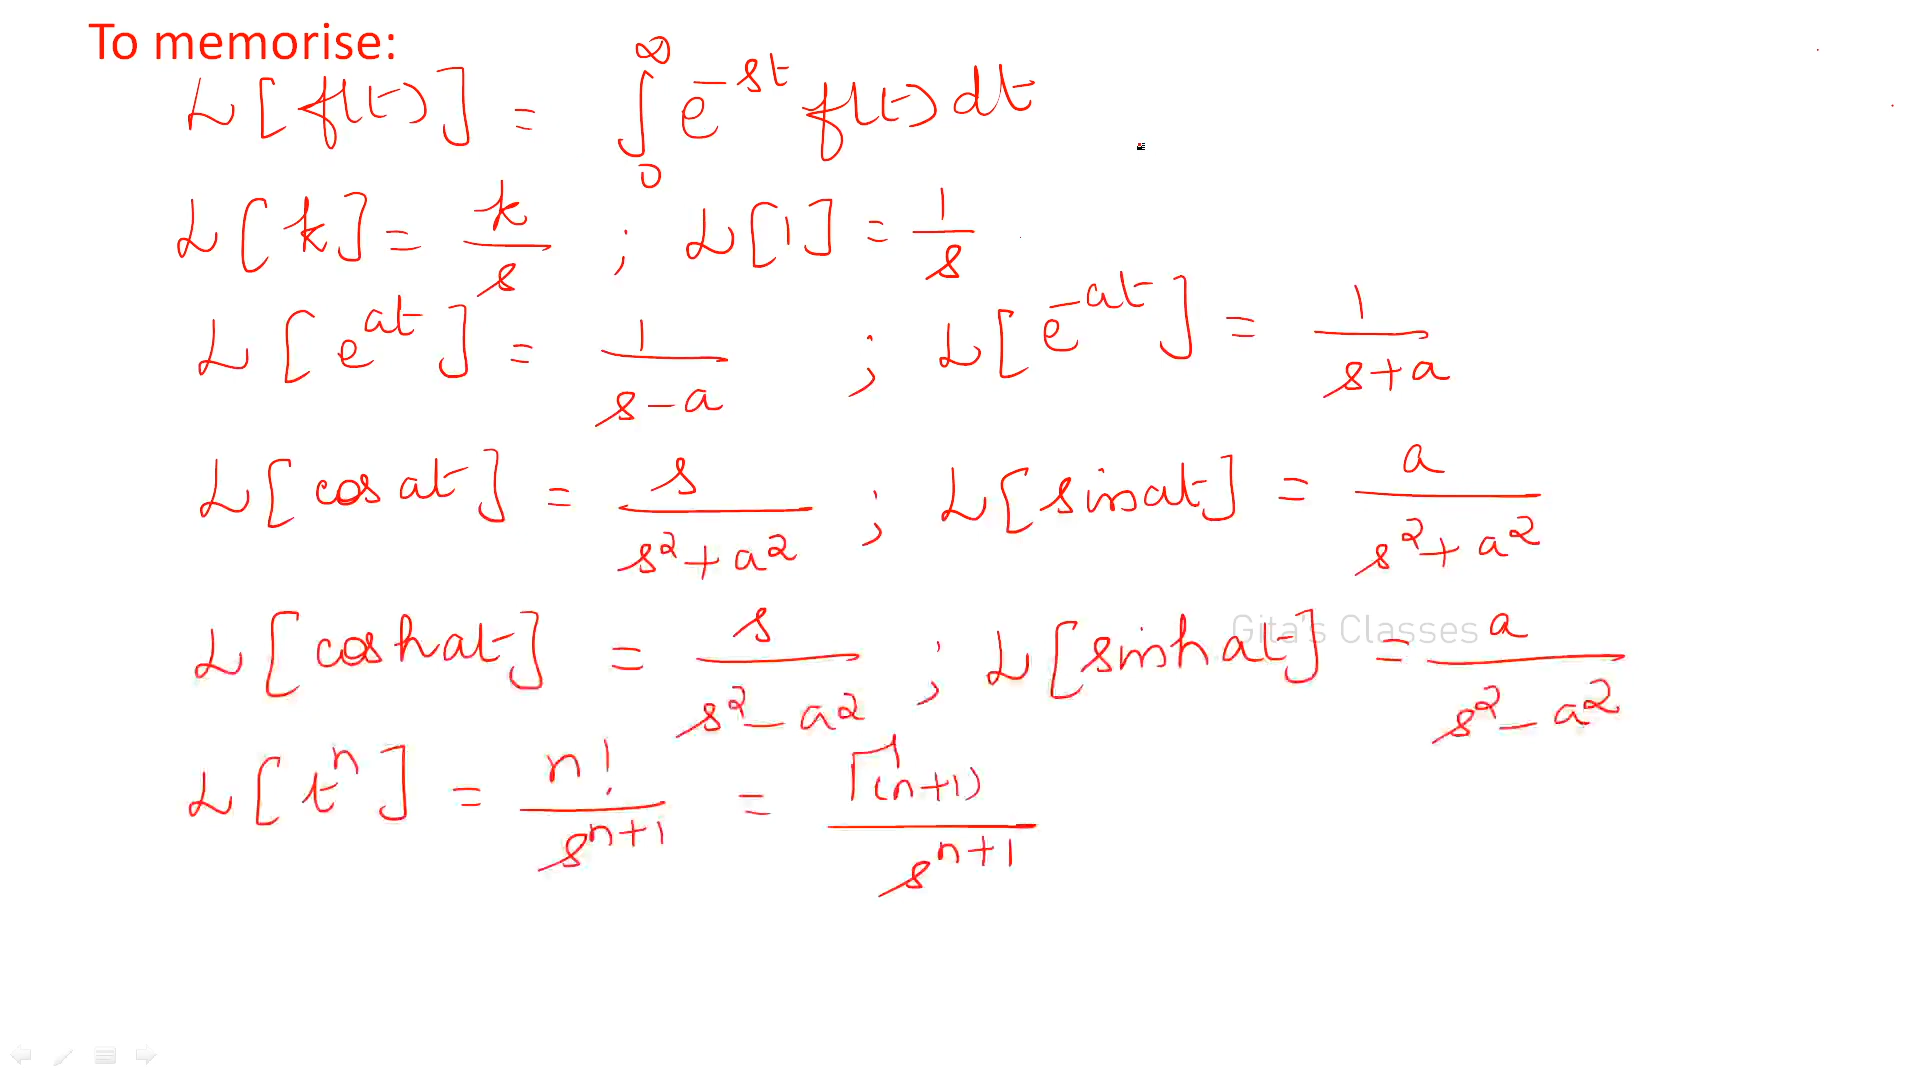 To memorise:
L[f(t)] = ∫₀^∞ e^{-st} f(t) dt
L[k] = k/s ; L[1] = 1/s
L[e^{at}] = 1/(s-a) ; L[e^{-at}] = 1/(s+a)
L[cos at] = s/(s²+a²) ; L[sin at] = a/(s²+a²)
L[cosh at] = s/(s²-a²) ; L[sinh at] = a/(s²-a²)
Gita's Classes
L[t^n] = n!/s^{n+1} = Γ(n+1)/s^{n+1}